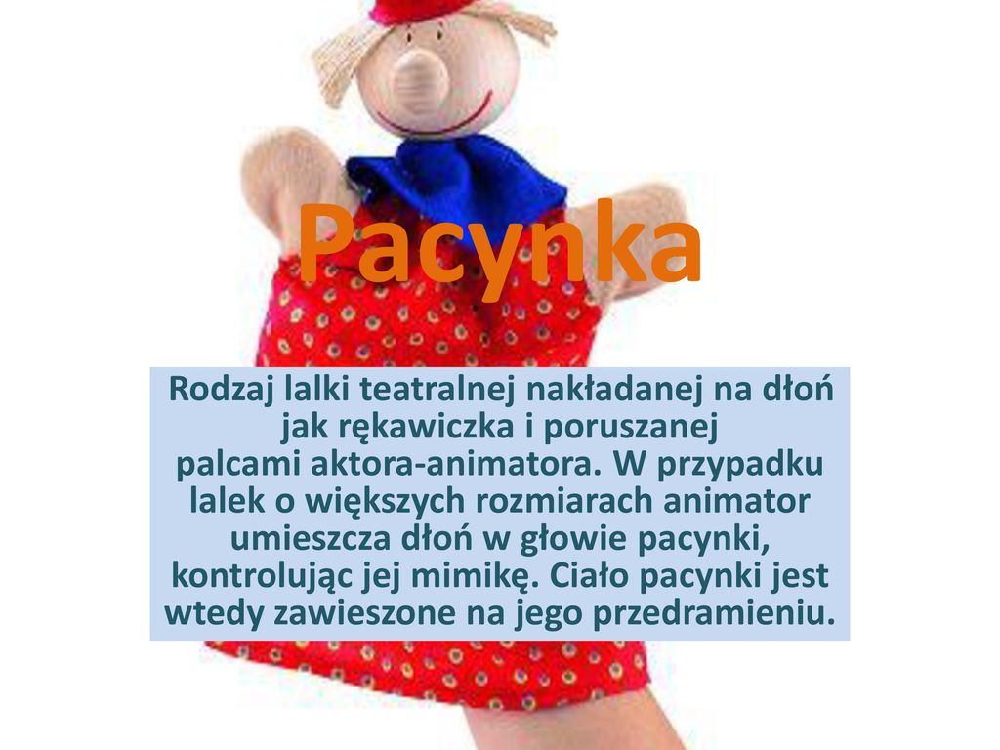 Pacynka
Rodzaj lalki teatralnej nakładanej na dłoń
jak rękawiczka i poruszanej
palcami aktora-animatora. W przypadku
lalek o większych rozmiarach animator
umieszcza dłoń w głowie pacynki,
kontrolując jej mimikę. Ciało pacynki jest
wtedy zawieszone na jego przedramieniu.